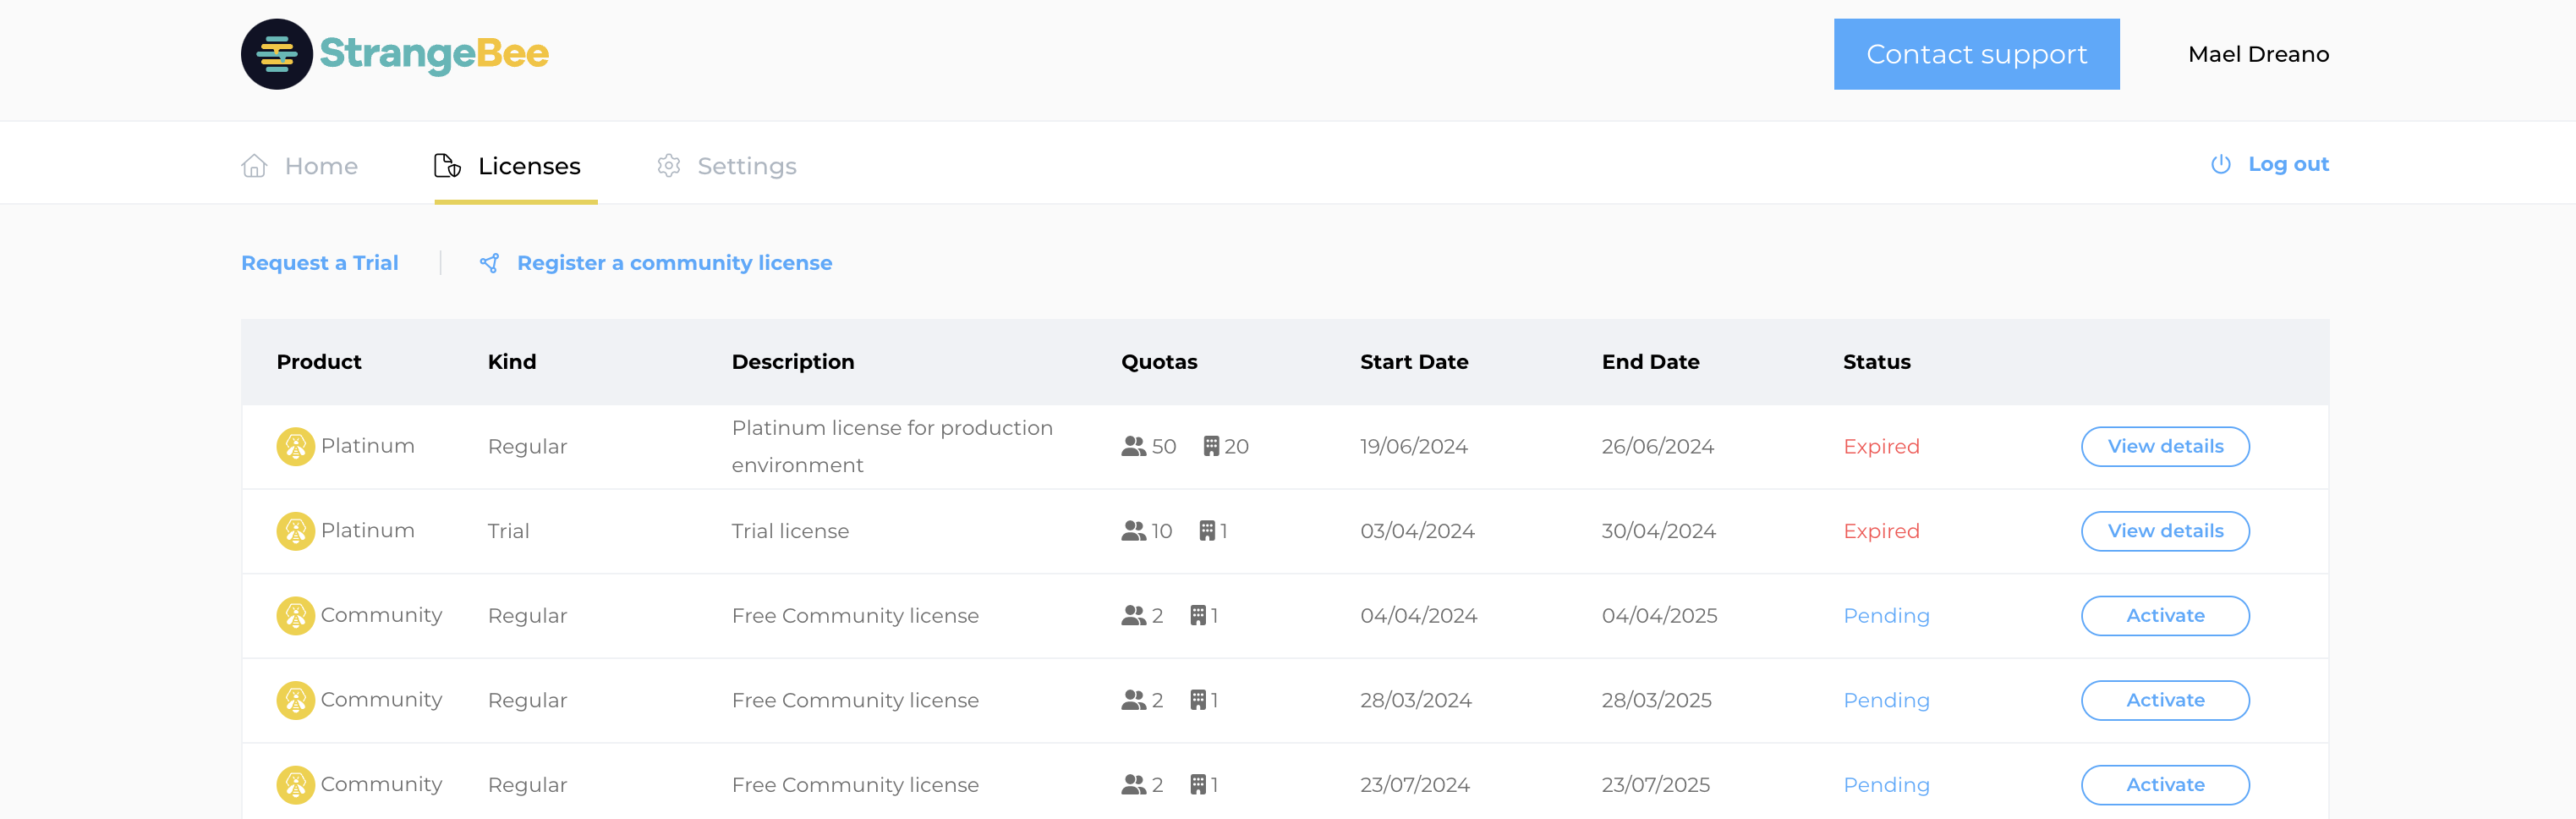 StrangeBee
Contact support
Mael Dreano
Home
Licenses
Settings
Log out
Request a Trial
Register a community license
Product Kind Description Quotas Start Date End Date Status
Platinum Regular Platinum license for production environment 50 20 19/06/2024 26/06/2024 Expired View details
Platinum Trial Trial license 10 1 03/04/2024 30/04/2024 Expired View details
Community Regular Free Community license 2 1 04/04/2024 04/04/2025 Pending Activate
Community Regular Free Community license 2 1 28/03/2024 28/03/2025 Pending Activate
Community Regular Free Community license 2 1 23/07/2024 23/07/2025 Pending Activate